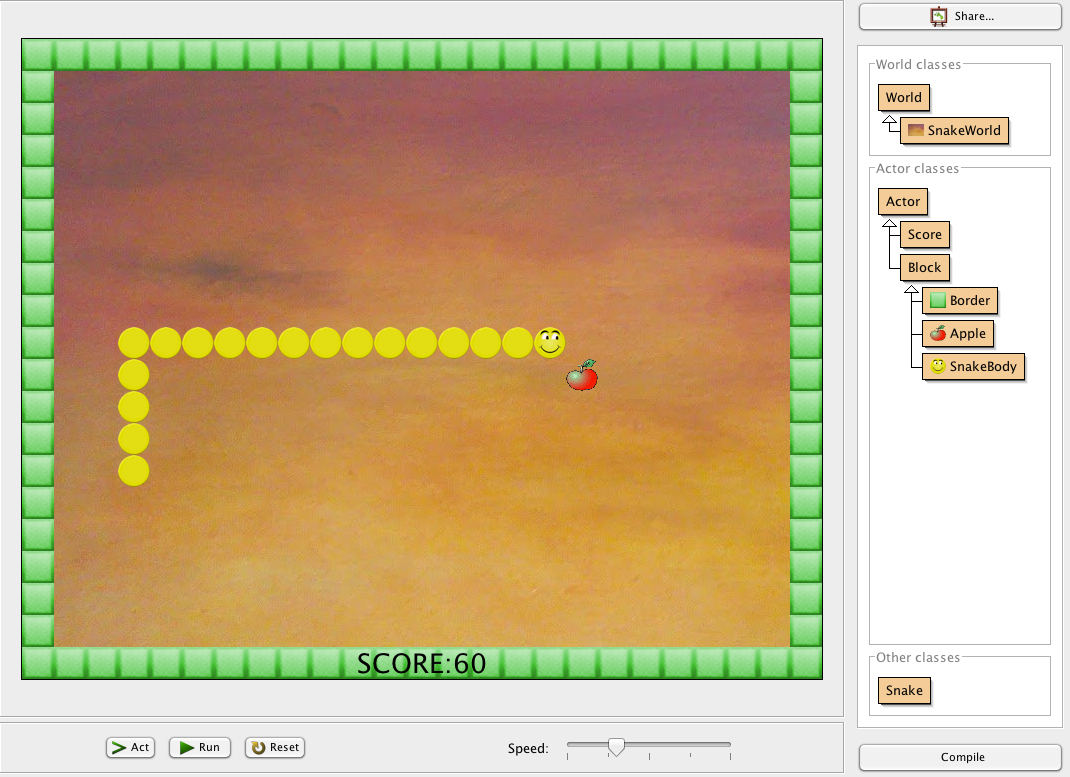 Share...
World classes
World
SnakeWorld
Actor classes
Actor
Score
Block
Border
Apple
SnakeBody
SCORE:60
Other classes
Snake
Act
Run
Reset
Speed:
Compile